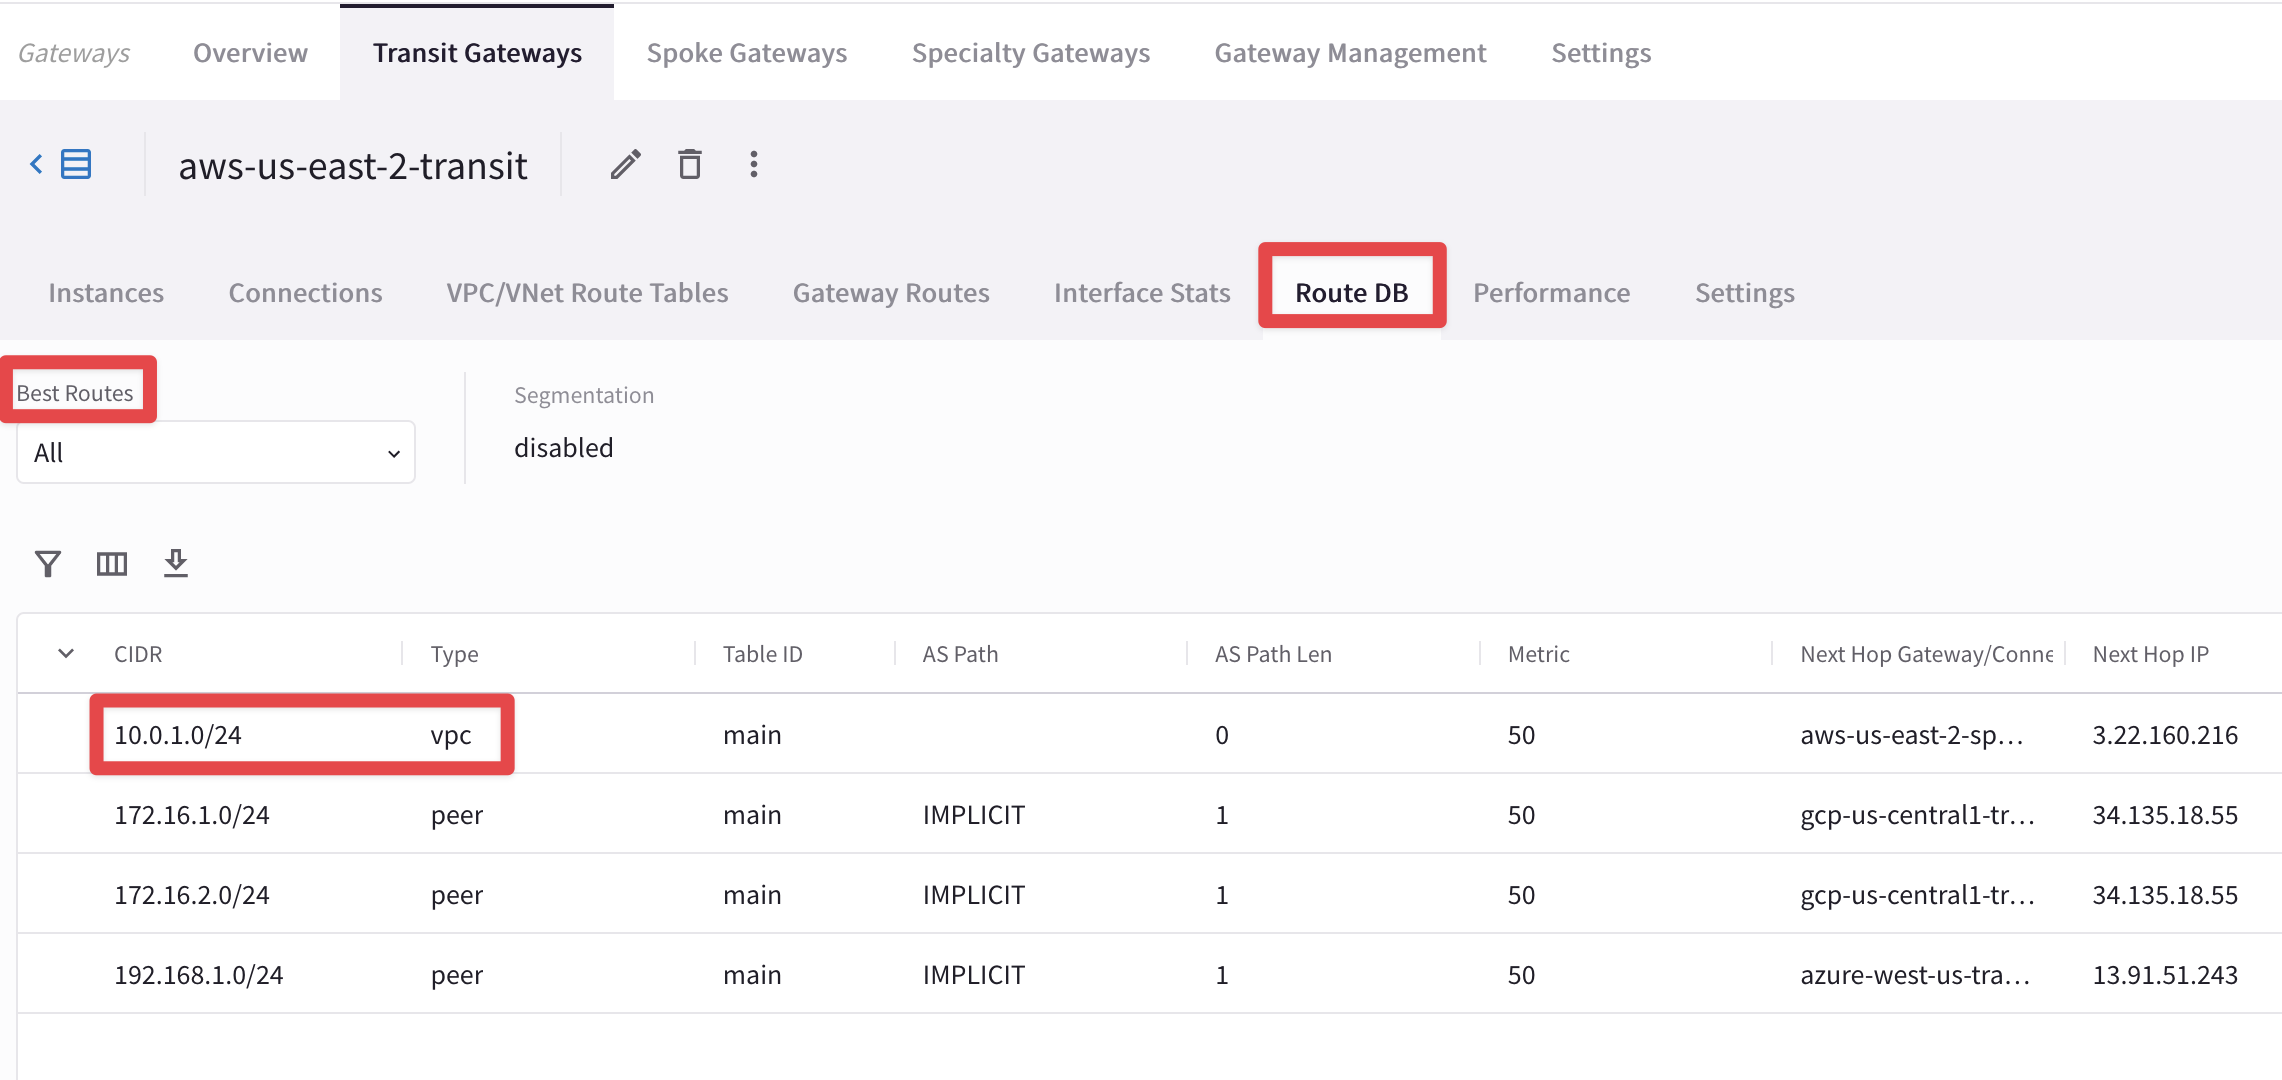 Gateways Overview Transit Gateways Spoke Gateways Specialty Gateways Gateway Management Settings
aws-us-east-2-transit
Instances Connections VPC/VNet Route Tables Gateway Routes Interface Stats Route DB Performance Settings
Best Routes Segmentation
All disabled
CIDR Type Table ID AS Path AS Path Len Metric Next Hop Gateway/Conne Next Hop IP
10.0.1.0/24 vpc main 0 50 aws-us-east-2-sp... 3.22.160.216
172.16.1.0/24 peer main IMPLICIT 1 50 gcp-us-central1-tr... 34.135.18.55
172.16.2.0/24 peer main IMPLICIT 1 50 gcp-us-central1-tr... 34.135.18.55
192.168.1.0/24 peer main IMPLICIT 1 50 azure-west-us-tra... 13.91.51.243